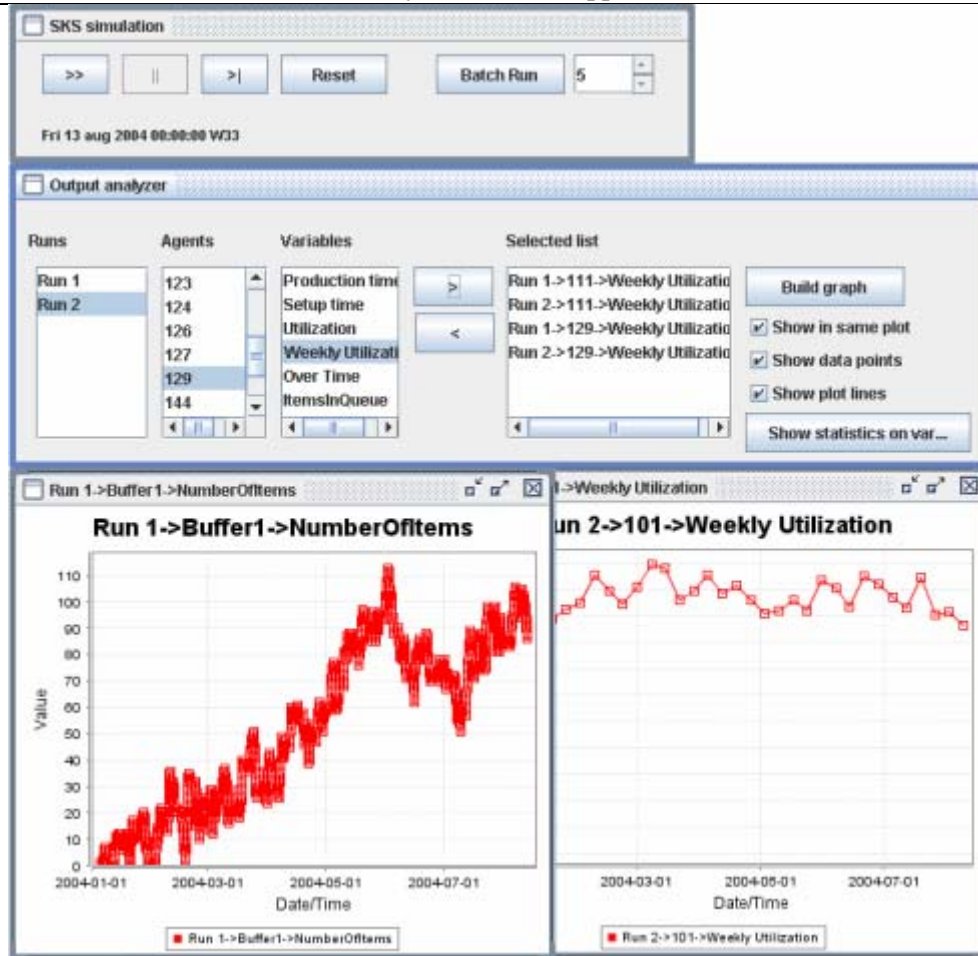 SKS simulation
>> || >| Reset Batch Run 5
Fri 13 aug 2004 00:00:00 W33
Output analyzer
Runs Agents Variables Selected list
Run 1
Run 2
123
124
126
127
129
144
Production time
Setup time
Utilization
Weekly Utilizati
Over Time
ItemsInQueue
>
<
Run 1->111->Weekly Utilizatio
Run 2->111->Weekly Utilizatio
Run 1->129->Weekly Utilizatio
Run 2->129->Weekly Utilizatio
Build graph
Show in same plot
Show data points
Show plot lines
Show statistics on var...
Run 1->Buffer1->NumberOfItems
Run 1->Buffer1->NumberOfItems
110
100
90
80
70
60
50
40
30
20
10
0
Value
2004-01-01 2004-03-01 2004-05-01 2004-07-01
Date/Time
Run 1->Buffer1->NumberOfItems
l->Weekly Utilization
un 2->101->Weekly Utilization
2004-03-01 2004-05-01 2004-07-01
Date/Time
Run 2->101->Weekly Utilization